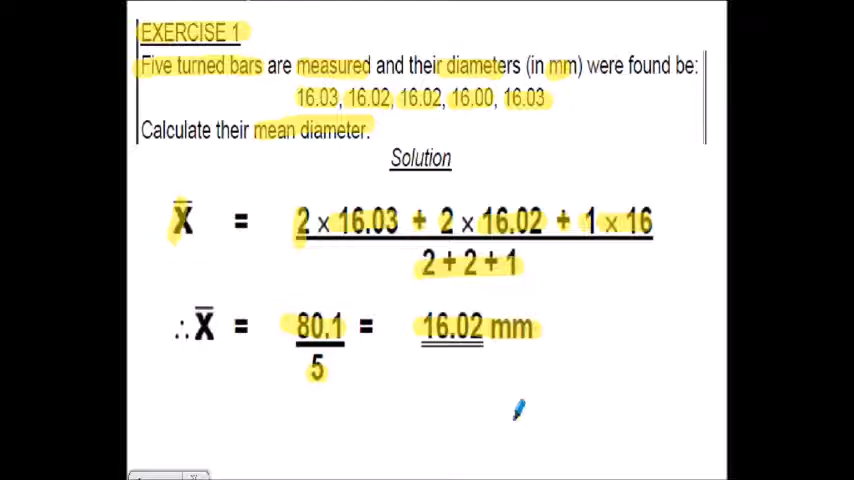 EXERCISE 1
Five turned bars are measured and their diameters (in mm) were found be:
16.03, 16.02, 16.02, 16.00, 16.03
Calculate their mean diameter.
Solution
X̅ = 2 × 16.03 + 2 × 16.02 + 1 × 16
2 + 2 + 1
∴ X̅ = 80.1 = 16.02 mm
5